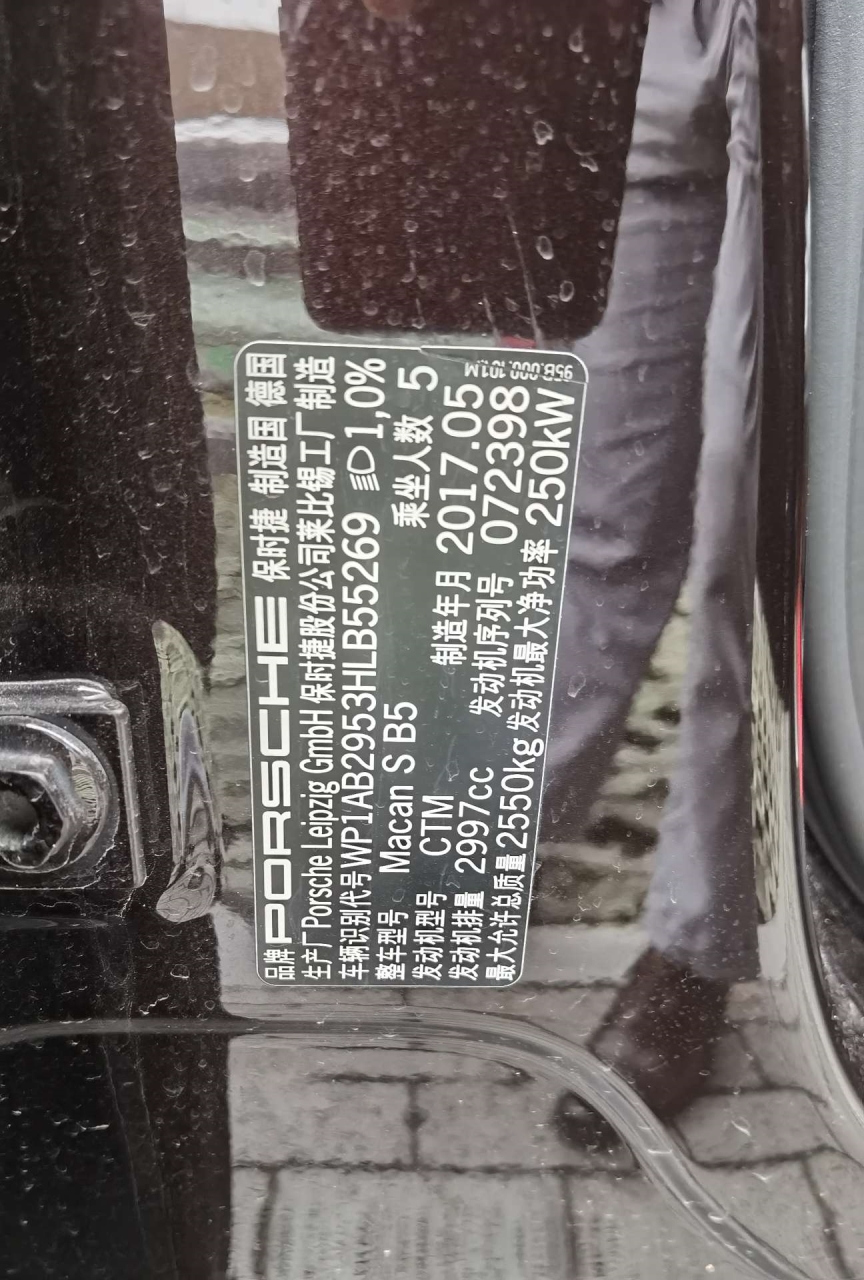 品牌 PORSCHE 保时捷 制造国 德国
生产厂 Porsche Leipzig GmbH 保时捷股份公司莱比锡工厂制造
车辆识别代号 WP1AB2953HLB55269 1,0%
整车型号 Macan S B5 乘坐人数 5
发动机型号 CTM 制造年月 2017.05
发动机排量 2997cc 发动机序列号 072398
最大允许总质量 2550kg 发动机最大净功率 250kW
95B.000.101.M